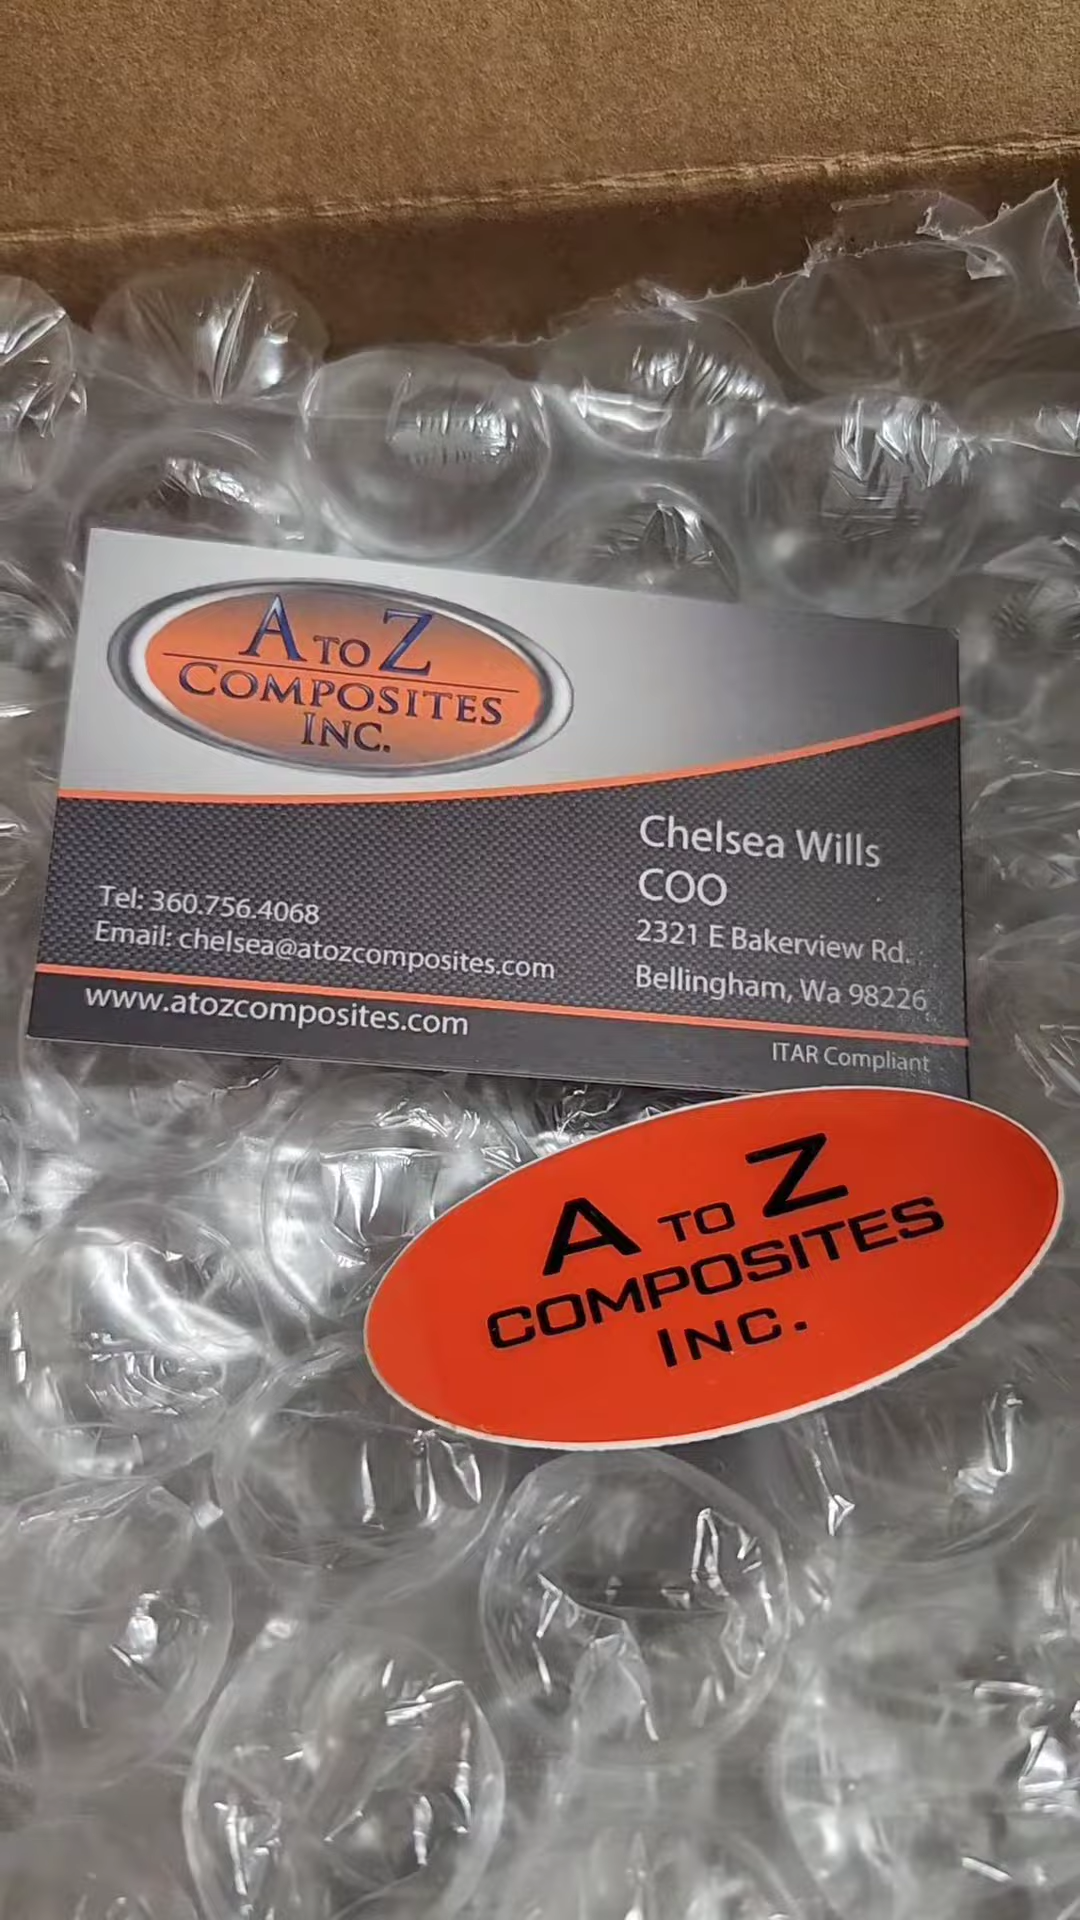 A TO Z
COMPOSITES
INC.
Chelsea Wills
COO
2321 E Bakerview Rd.
Bellingham, Wa 98226
Tel: 360.756.4068
Email: chelsea@atozcomposites.com
www.atozcomposites.com
ITAR Compliant
A TO Z
COMPOSITES
INC.